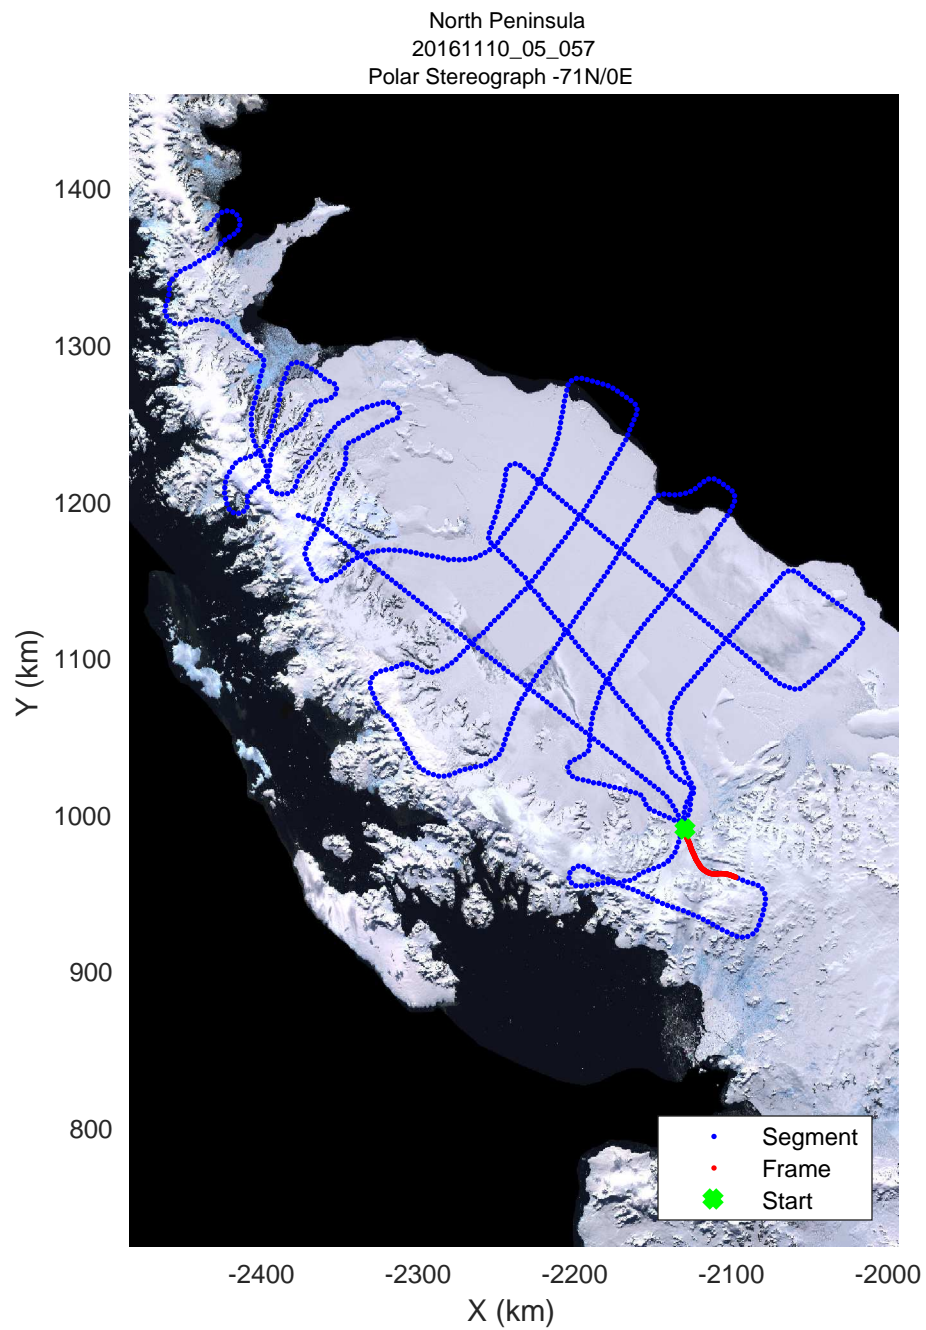 North Peninsula
20161110_05_057
Polar Stereograph -71N/0E
1400
1300
1200
1100
1000
900
800
Y (km)
-2400
-2300
-2200
-2100
-2000
X (km)
Segment
Frame
Start